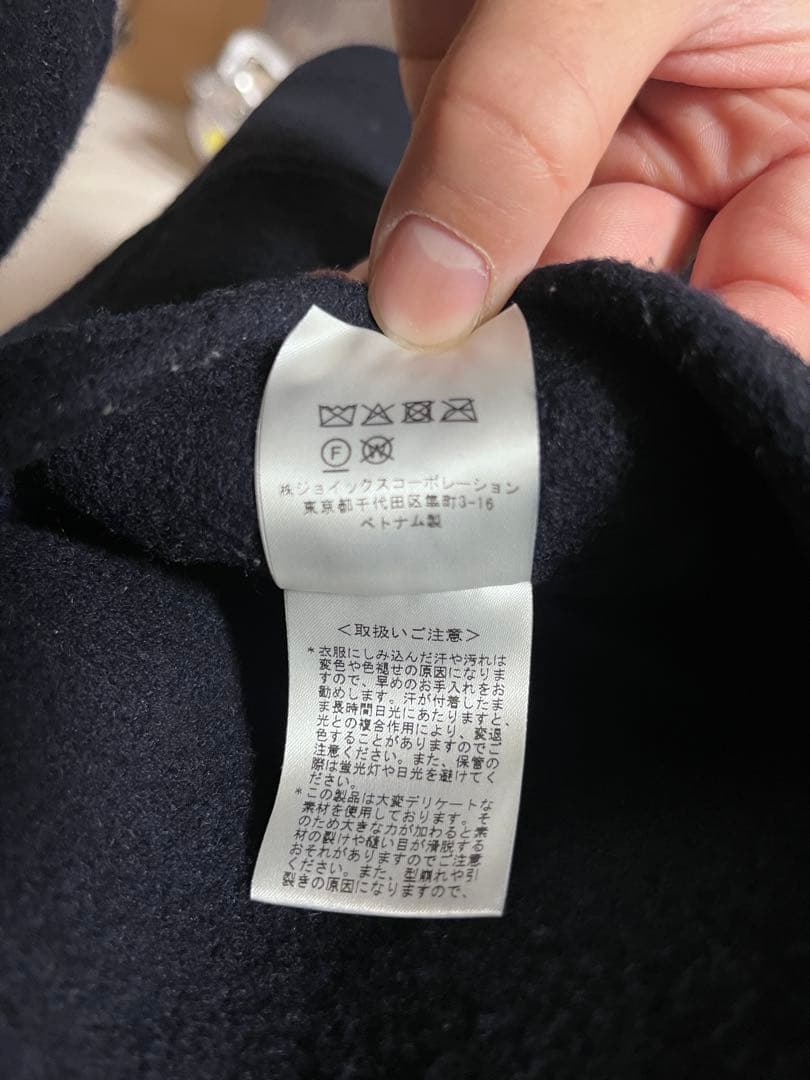 F W
㈱ジョイックスコーポレーション
東京都千代田区隼町3-16
ベトナム製
＜取扱いご注意＞
*衣服にしみ込んだ汗や汚れは
変色や色褪せの原因になりま
すので、早めのお手入れをお
勧めします。汗が付着したま
ま長時間日光にあたりますと、
光との複合作用により、変退
色することがありますのでご
注意ください。また、保管の
際は蛍光灯や日光を避けてく
ださい。
*この製品は大変デリケートな
素材を使用しております。そ
のため大きな力が加わると素
材の裂けや縫い目が滑脱する
おそれがありますのでご注意
ください。また、型崩れや引
裂きの原因になりますので、